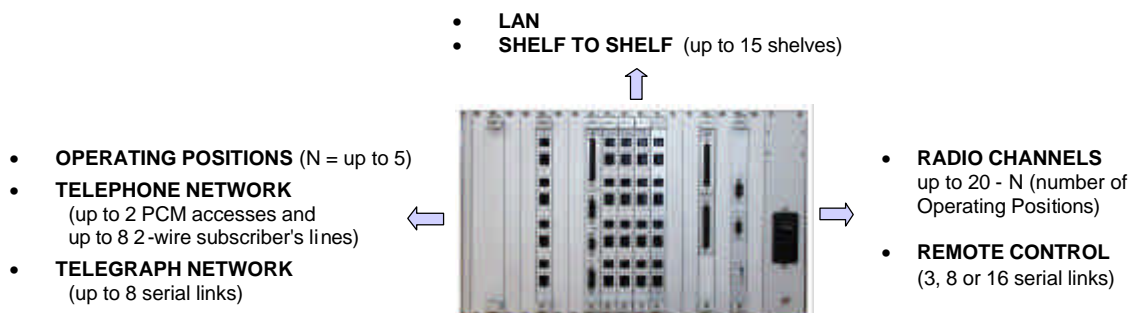 • LAN
• SHELF TO SHELF (up to 15 shelves)
• OPERATING POSITIONS (N = up to 5)
• TELEPHONE NETWORK
(up to 2 PCM accesses and
up to 8 2-wire subscriber's lines)
• TELEGRAPH NETWORK
(up to 8 serial links)
• RADIO CHANNELS
up to 20 - N (number of
Operating Positions)
• REMOTE CONTROL
(3, 8 or 16 serial links)